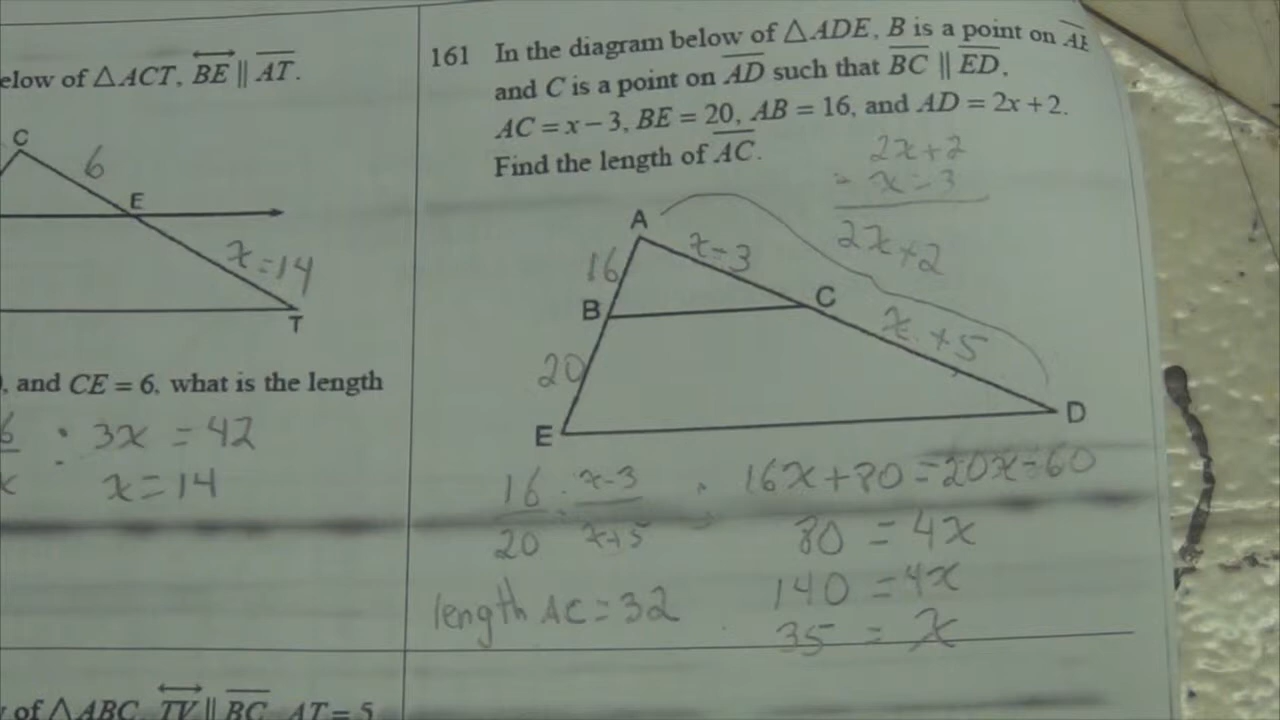 elow of △ACT, BE ∥ AT.
C
6
E
x = 14
T
, and CE = 6, what is the length
6
x
: 3x = 42
x = 14
161 In the diagram below of △ADE, B is a point on AE
and C is a point on AD such that BC ∥ ED,
AC = x − 3, BE = 20, AB = 16, and AD = 2x + 2.
Find the length of AC.
2x + 2
- x - 3
2x + 2
A
16
x - 3
B
C
20
x + 5
E
D
16 : x - 3
20 x + 5
: 16x + 80 = 20x - 60
80 = 4x
140 = 4x
35 = x
length AC = 32
of △ABC, TV ∥ BC, AT = 5